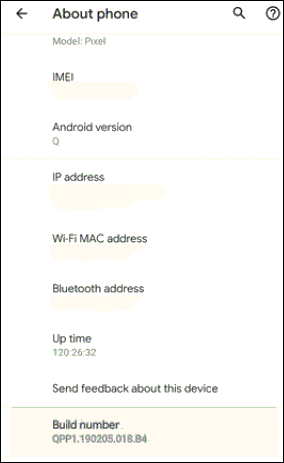 About phone
Model: Pixel
IMEI
Android version
Q
IP address
Wi-Fi MAC address
Bluetooth address
Up time
120:26:32
Send feedback about this device
Build number
QPP1.190205.018.B4